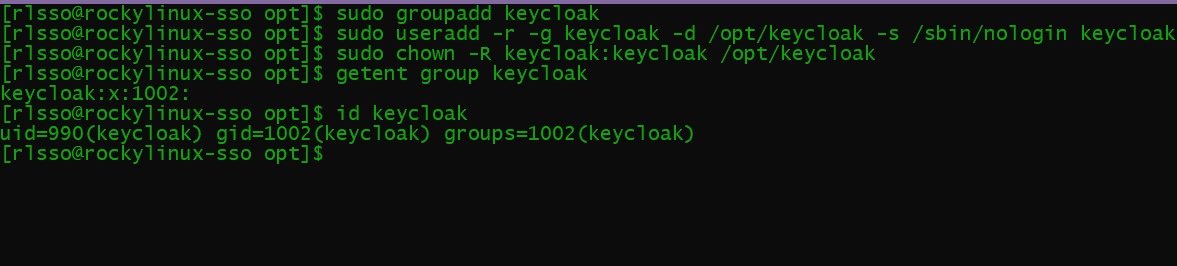 [rlsso@rockylinux-sso opt]$ sudo groupadd keycloak
[rlsso@rockylinux-sso opt]$ sudo useradd -r -g keycloak -d /opt/keycloak -s /sbin/nologin keycloak
[rlsso@rockylinux-sso opt]$ sudo chown -R keycloak:keycloak /opt/keycloak
[rlsso@rockylinux-sso opt]$ getent group keycloak
keycloak:x:1002:
[rlsso@rockylinux-sso opt]$ id keycloak
uid=990(keycloak) gid=1002(keycloak) groups=1002(keycloak)
[rlsso@rockylinux-sso opt]$